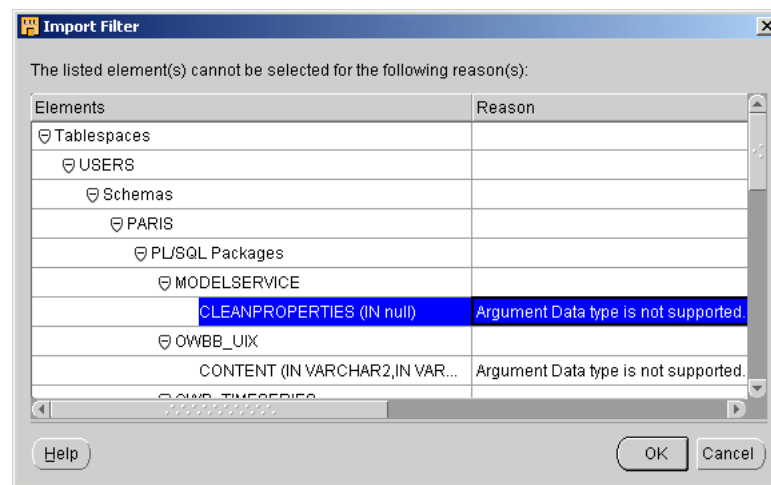 Import Filter
The listed element(s) cannot be selected for the following reason(s):
Elements Reason
Tablespaces
USERS
Schemas
PARIS
PL/SQL Packages
MODELSERVICE
CLEANPROPERTIES (IN null) Argument Data type is not supported.
OWBB_UIX
CONTENT (IN VARCHAR2,IN VAR... Argument Data type is not supported.
Help OK Cancel